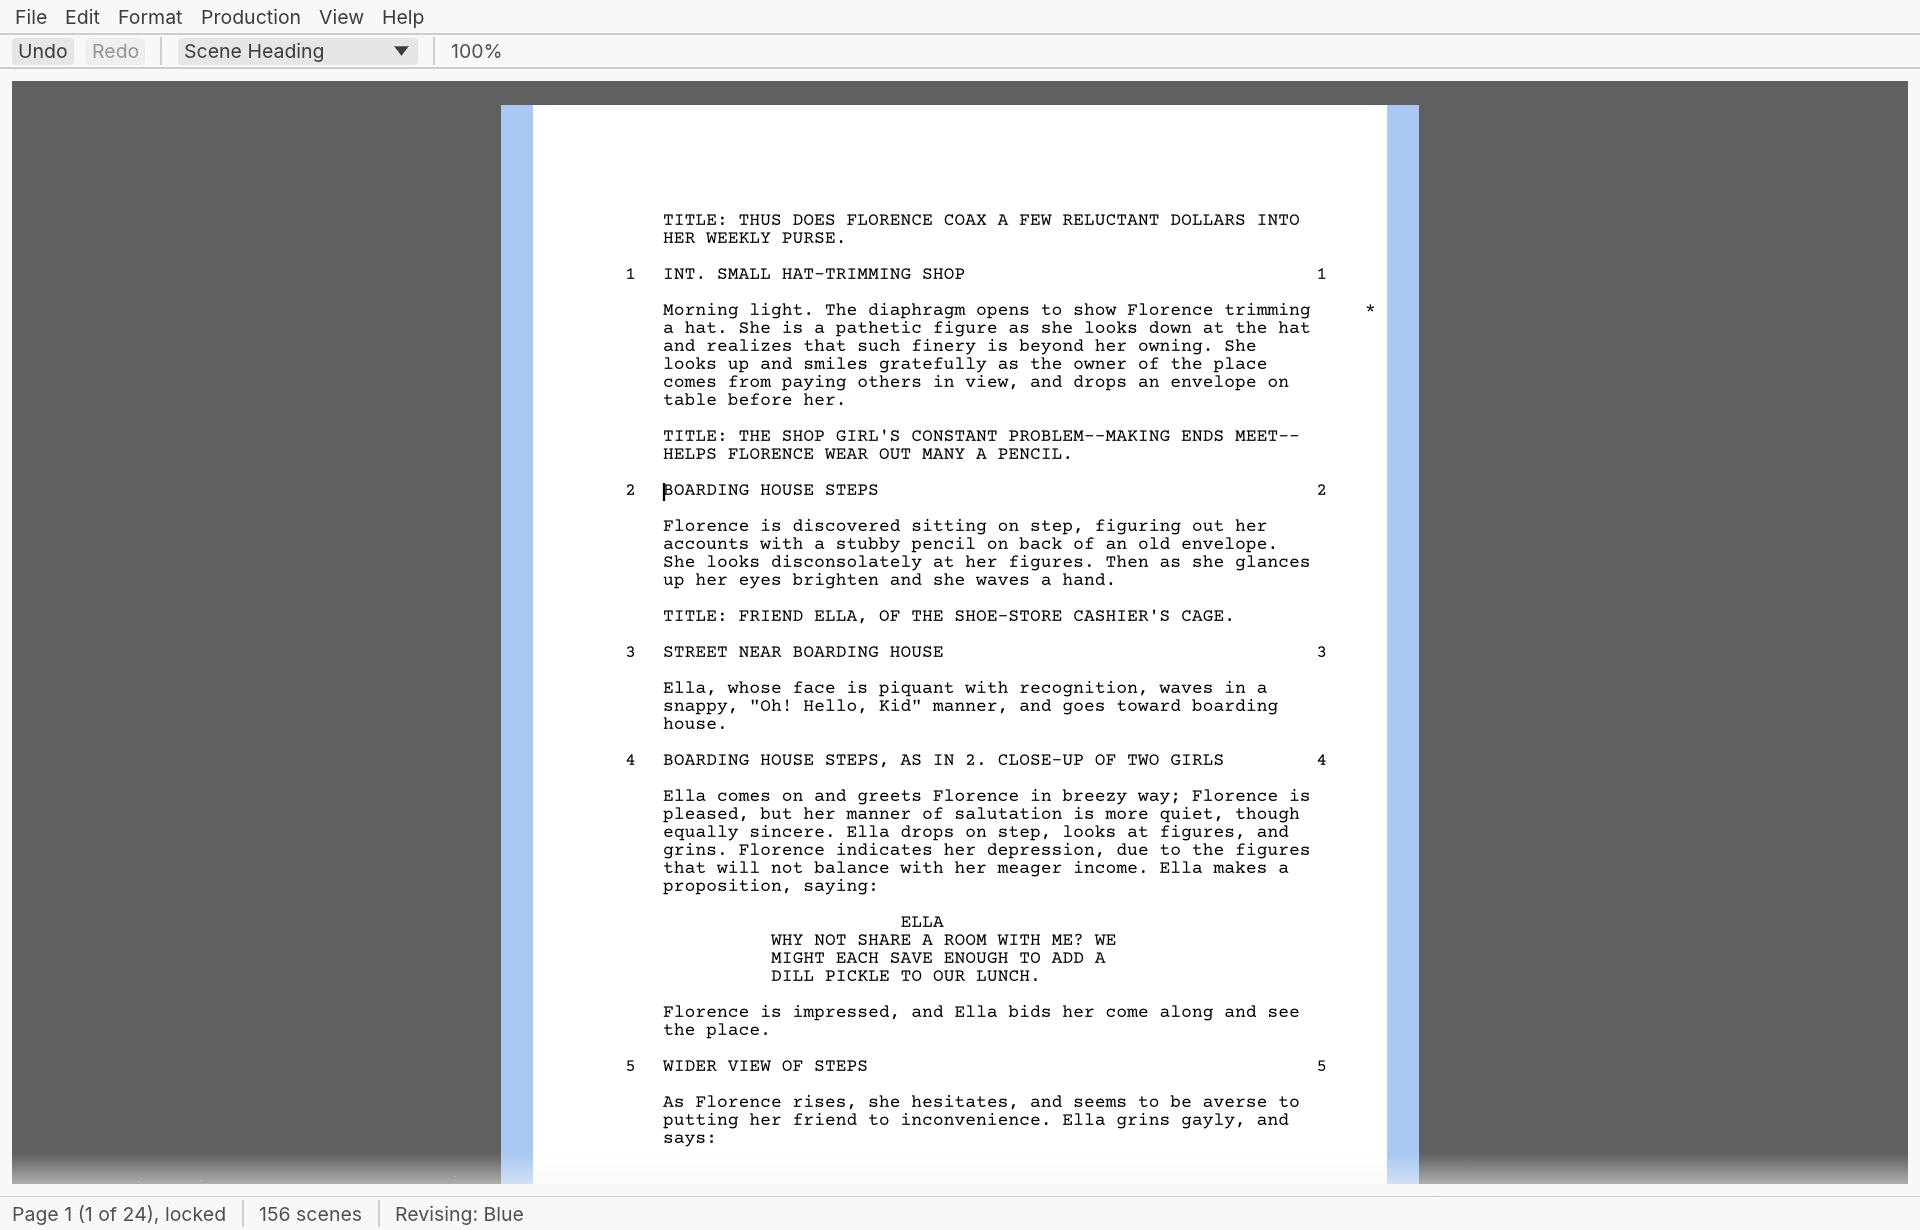 File Edit Format Production View Help
Undo Redo Scene Heading 100%
TITLE: THUS DOES FLORENCE COAX A FEW RELUCTANT DOLLARS INTO
HER WEEKLY PURSE.
1 INT. SMALL HAT-TRIMMING SHOP 1
Morning light. The diaphragm opens to show Florence trimming *
a hat. She is a pathetic figure as she looks down at the hat
and realizes that such finery is beyond her owning. She
looks up and smiles gratefully as the owner of the place
comes from paying others in view, and drops an envelope on
table before her.
TITLE: THE SHOP GIRL'S CONSTANT PROBLEM--MAKING ENDS MEET--
HELPS FLORENCE WEAR OUT MANY A PENCIL.
2 BOARDING HOUSE STEPS 2
Florence is discovered sitting on step, figuring out her
accounts with a stubby pencil on back of an old envelope.
She looks disconsolately at her figures. Then as she glances
up her eyes brighten and she waves a hand.
TITLE: FRIEND ELLA, OF THE SHOE-STORE CASHIER'S CAGE.
3 STREET NEAR BOARDING HOUSE 3
Ella, whose face is piquant with recognition, waves in a
snappy, "Oh! Hello, Kid" manner, and goes toward boarding
house.
4 BOARDING HOUSE STEPS, AS IN 2. CLOSE-UP OF TWO GIRLS 4
Ella comes on and greets Florence in breezy way; Florence is
pleased, but her manner of salutation is more quiet, though
equally sincere. Ella drops on step, looks at figures, and
grins. Florence indicates her depression, due to the figures
that will not balance with her meager income. Ella makes a
proposition, saying:
ELLA
WHY NOT SHARE A ROOM WITH ME? WE
MIGHT EACH SAVE ENOUGH TO ADD A
DILL PICKLE TO OUR LUNCH.
Florence is impressed, and Ella bids her come along and see
the place.
5 WIDER VIEW OF STEPS 5
As Florence rises, she hesitates, and seems to be averse to
putting her friend to inconvenience. Ella grins gayly, and
says:
Page 1 (1 of 24), locked 156 scenes Revising: Blue